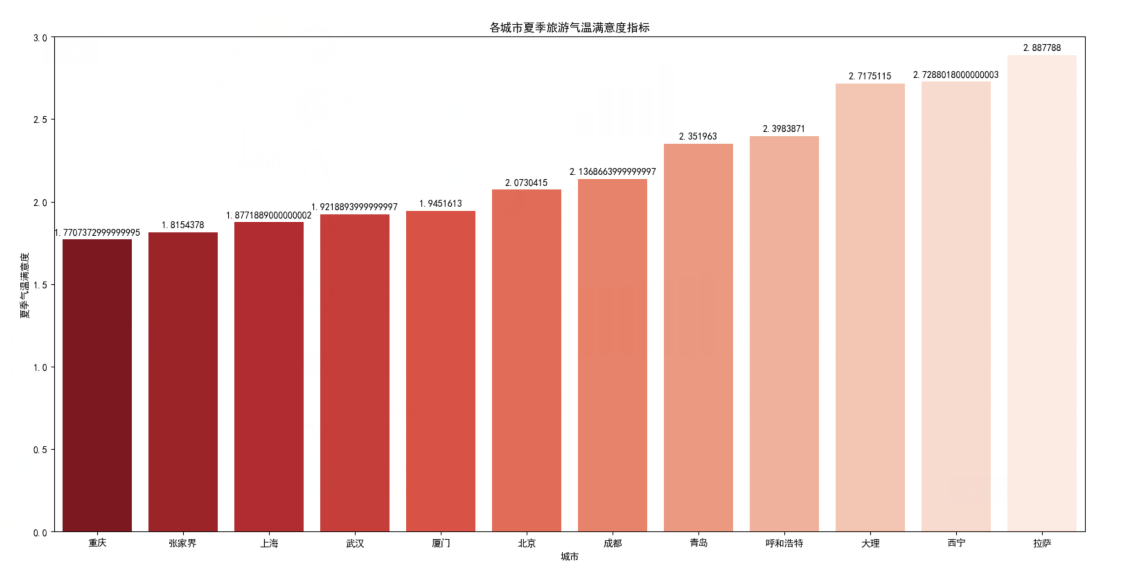 各城市夏季旅游气温满意度指标
夏季气温满意度
3.0
2.5
2.0
1.5
1.0
0.5
0.0
1.7707372999999995
1.8154378
1.8771889000000002
1.9218893999999997
1.9451613
2.0730415
2.1368663999999997
2.351963
2.3983871
2.7175115
2.7288018000000003
2.887788
重庆
张家界
上海
武汉
厦门
北京
成都
青岛
呼和浩特
大理
西宁
拉萨
城市